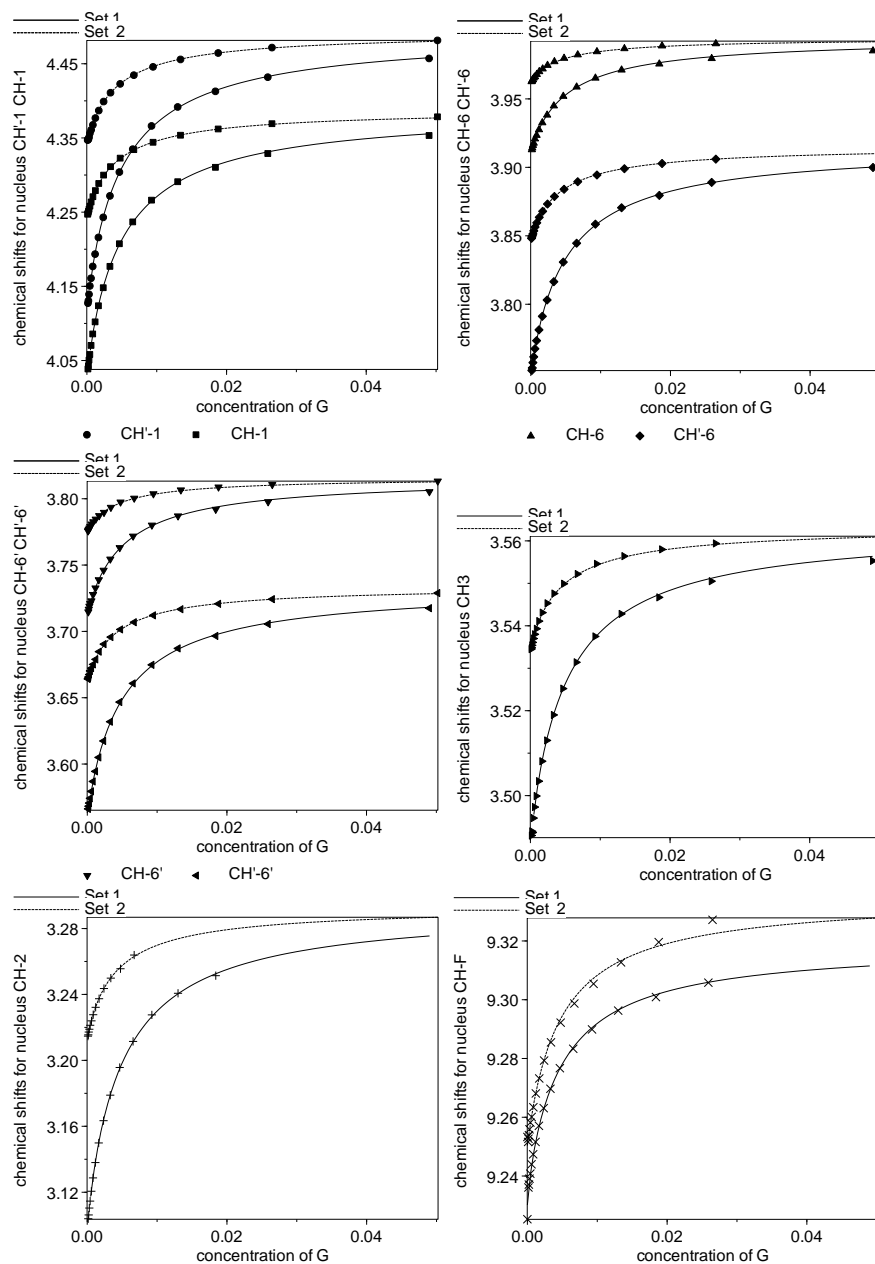 Set 1
Set 2
4.45
4.35
4.25
4.15
4.05
0.00 0.02 0.04
chemical shifts for nucleus CH'-1 CH-1
concentration of G
CH'-1 CH-1
Set 1
Set 2
3.95
3.90
3.85
3.80
0.00 0.02 0.04
chemical shifts for nucleus CH-6 CH'-6
concentration of G
CH-6 CH'-6
Set 1
Set 2
3.80
3.75
3.70
3.65
3.60
0.00 0.02 0.04
chemical shifts for nucleus CH-6' CH'-6'
concentration of G
CH-6' CH'-6'
Set 1
Set 2
3.56
3.54
3.52
3.50
0.00 0.02 0.04
chemical shifts for nucleus CH3
concentration of G
Set 1
Set 2
3.28
3.24
3.20
3.16
3.12
0.00 0.02 0.04
chemical shifts for nucleus CH-2
concentration of G
Set 1
Set 2
9.32
9.30
9.28
9.26
9.24
0.00 0.02 0.04
chemical shifts for nucleus CH-F
concentration of G